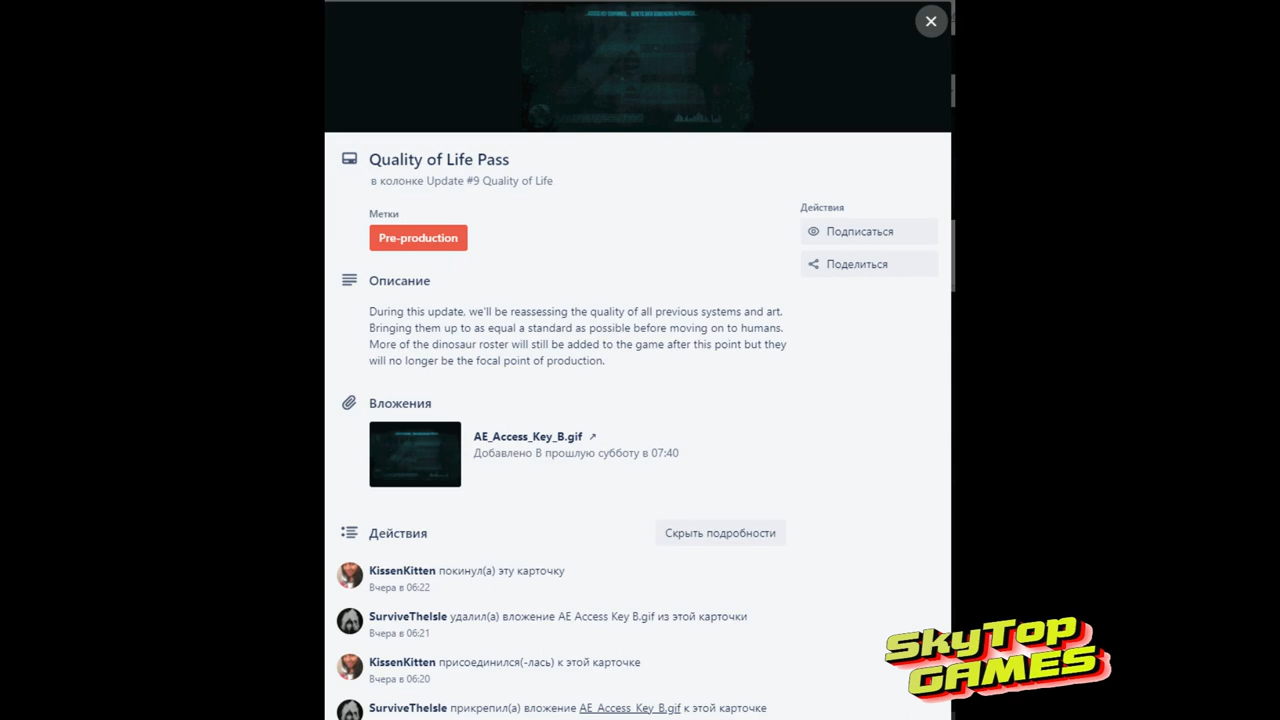 Quality of Life Pass
в колонке Update #9 Quality of Life
Метки
Pre-production
Действия
Подписаться
Поделиться
Описание
During this update, we'll be reassessing the quality of all previous systems and art.
Bringing them up to as equal a standard as possible before moving on to humans.
More of the dinosaur roster will still be added to the game after this point but they
will no longer be the focal point of production.
Вложения
AE_Access_Key_B.gif ↗
Добавлено В прошлую субботу в 07:40
Действия
Скрыть подробности
KissenKitten покинул(а) эту карточку
Вчера в 06:22
SurviveTheIsle удалил(а) вложение AE Access Key B.gif из этой карточки
Вчера в 06:21
KissenKitten присоединился(-лась) к этой карточке
Вчера в 06:20
SurviveTheIsle прикрепил(а) вложение AE_Access_Key_B.gif к этой карточке
SkyTop
GAMES